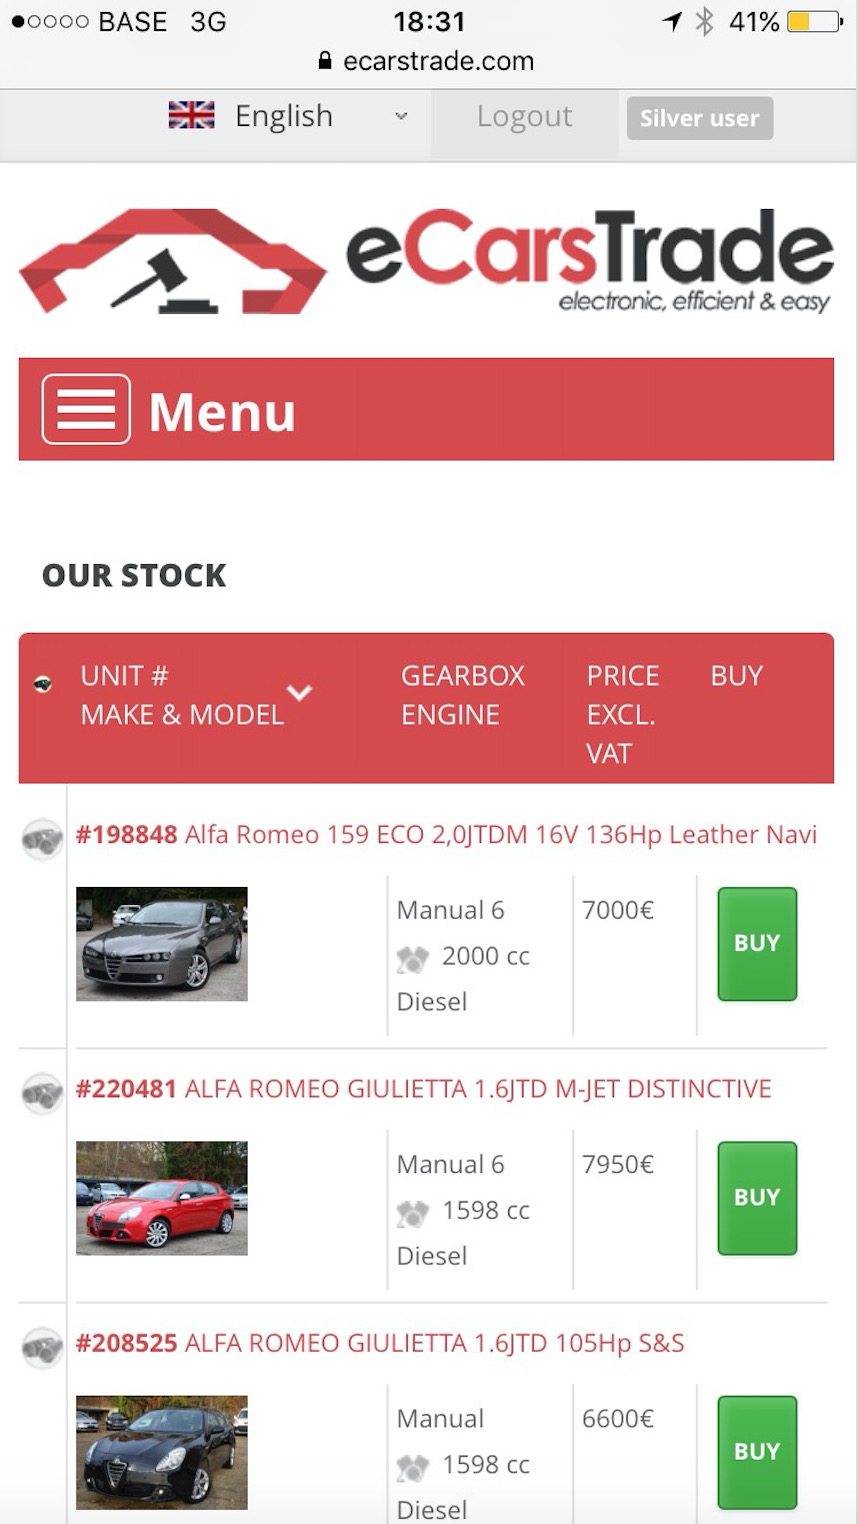 BASE 3G 18:31 41%
ecarstrade.com
English Logout Silver user
eCarsTrade
electronic, efficient & easy
Menu
OUR STOCK
UNIT # GEARBOX PRICE BUY
MAKE & MODEL ENGINE EXCL.
VAT
#198848 Alfa Romeo 159 ECO 2,0JTDM 16V 136Hp Leather Navi
Manual 6 7000€ BUY
2000 cc
Diesel
#220481 ALFA ROMEO GIULIETTA 1.6JTD M-JET DISTINCTIVE
Manual 6 7950€ BUY
1598 cc
Diesel
#208525 ALFA ROMEO GIULIETTA 1.6JTD 105Hp S&S
Manual 6600€ BUY
1598 cc
Diesel